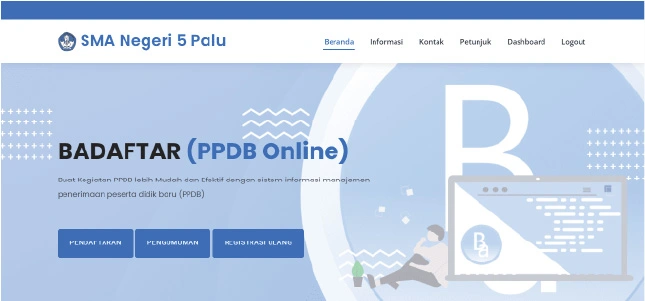 SMA Negeri 5 Palu
Beranda Informasi Kontak Petunjuk Dashboard Logout
BADAFTAR (PPDB Online)
Buat Kegiatan PPDB lebih Mudah dan Efektif dengan sistem informasi manajemen
penerimaan peserta didik baru (PPDB)
PENDAFTARAN PENGUMUMAN REGISTRASI ULANG
B
Ba